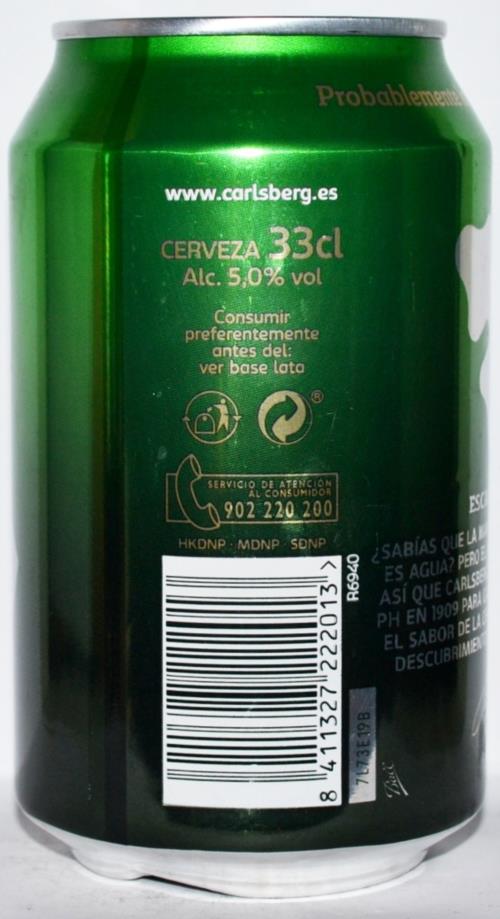 Probablemente
www.carlsberg.es
CERVEZA 33cl
Alc. 5,0% vol
Consumir
preferentemente
antes del:
ver base lata
®
SERVICIO DE ATENCIÓN
AL CONSUMIDOR
902 220 200
HKDNP · MDNP · SDNP
R6940
8 411327 222013 >
7L73E19B
Ball
¿SABÍAS QUE LA
ES AGUA? PERO
ASÍ QUE CARLSBERG
PH EN 1909 PARA
EL SABOR DE LA